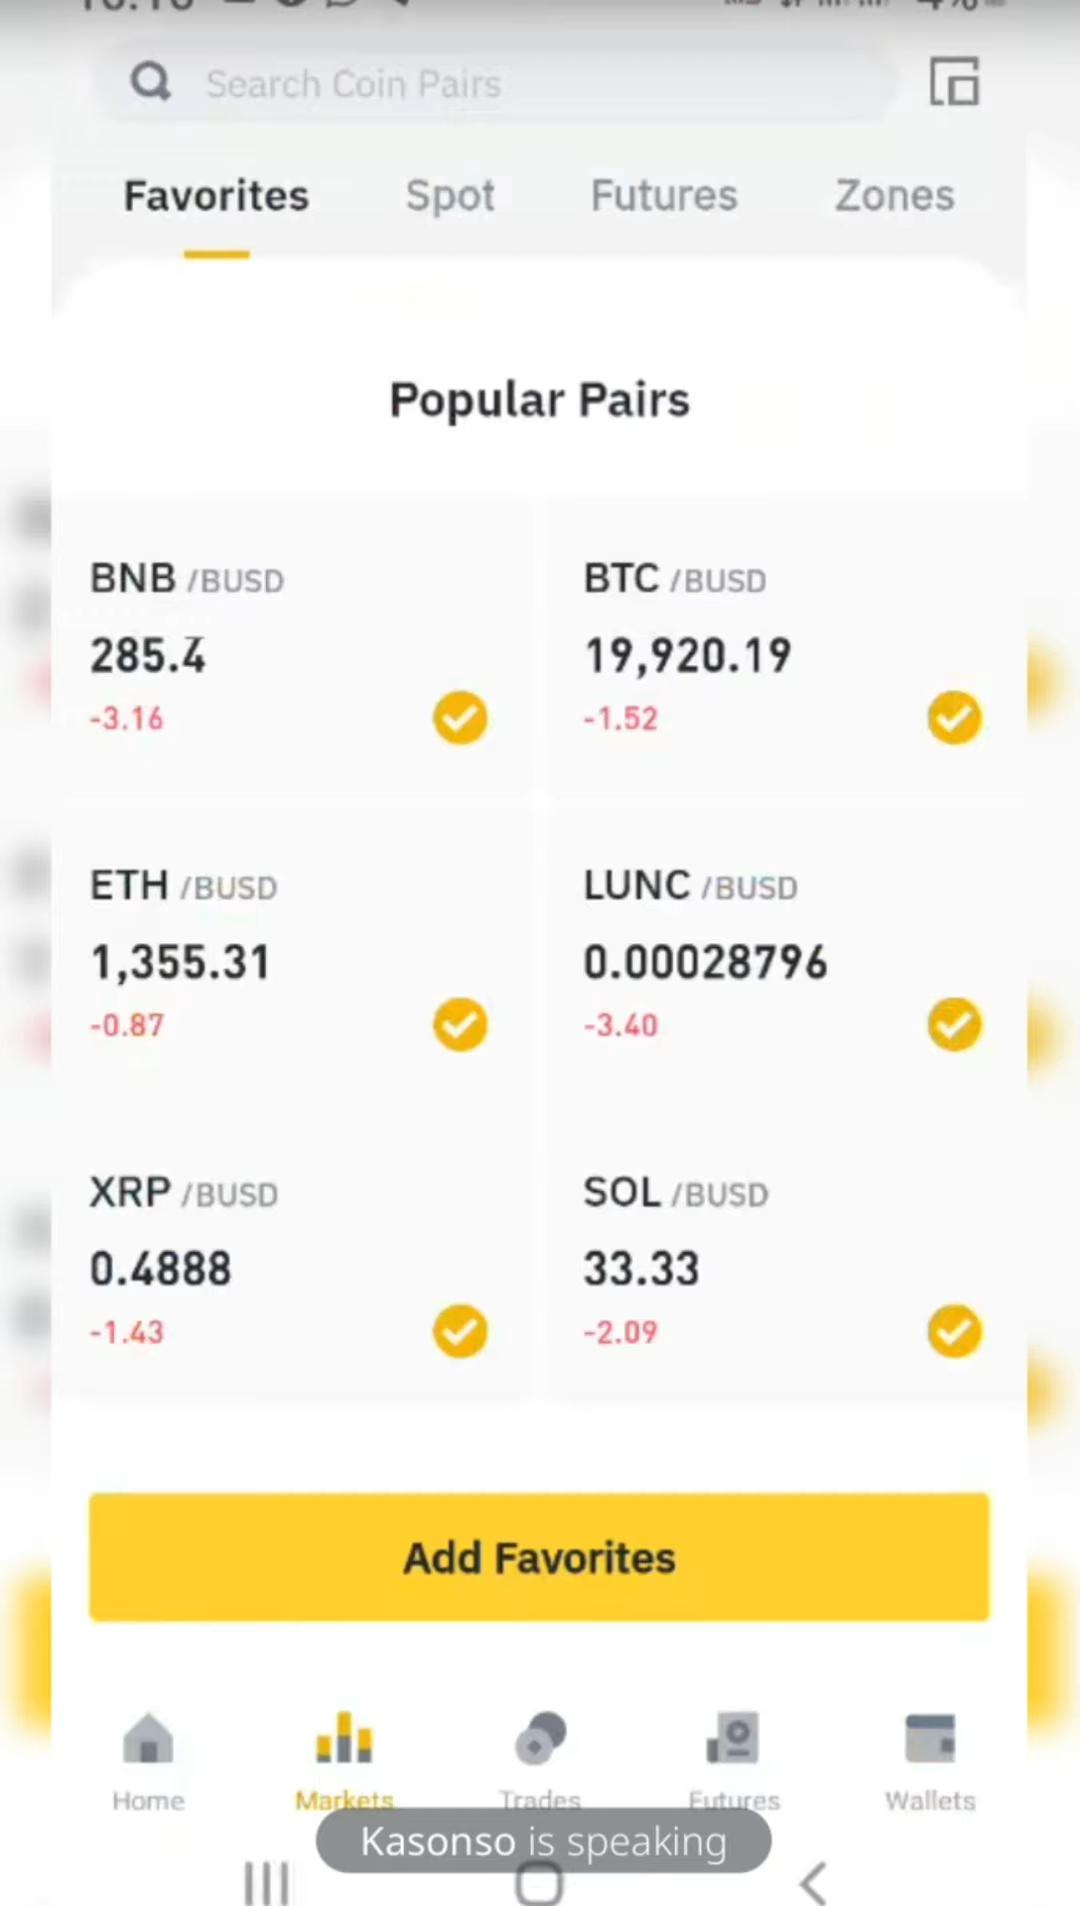 Search Coin Pairs
Favorites Spot Futures Zones
Popular Pairs
BNB /BUSD BTC /BUSD
285.4 19,920.19
-3.16 -1.52
ETH /BUSD LUNC /BUSD
1,355.31 0.00028796
-0.87 -3.40
XRP /BUSD SOL /BUSD
0.4888 33.33
-1.43 -2.09
Add Favorites
Home Markets Trades Futures Wallets
Kasonso is speaking